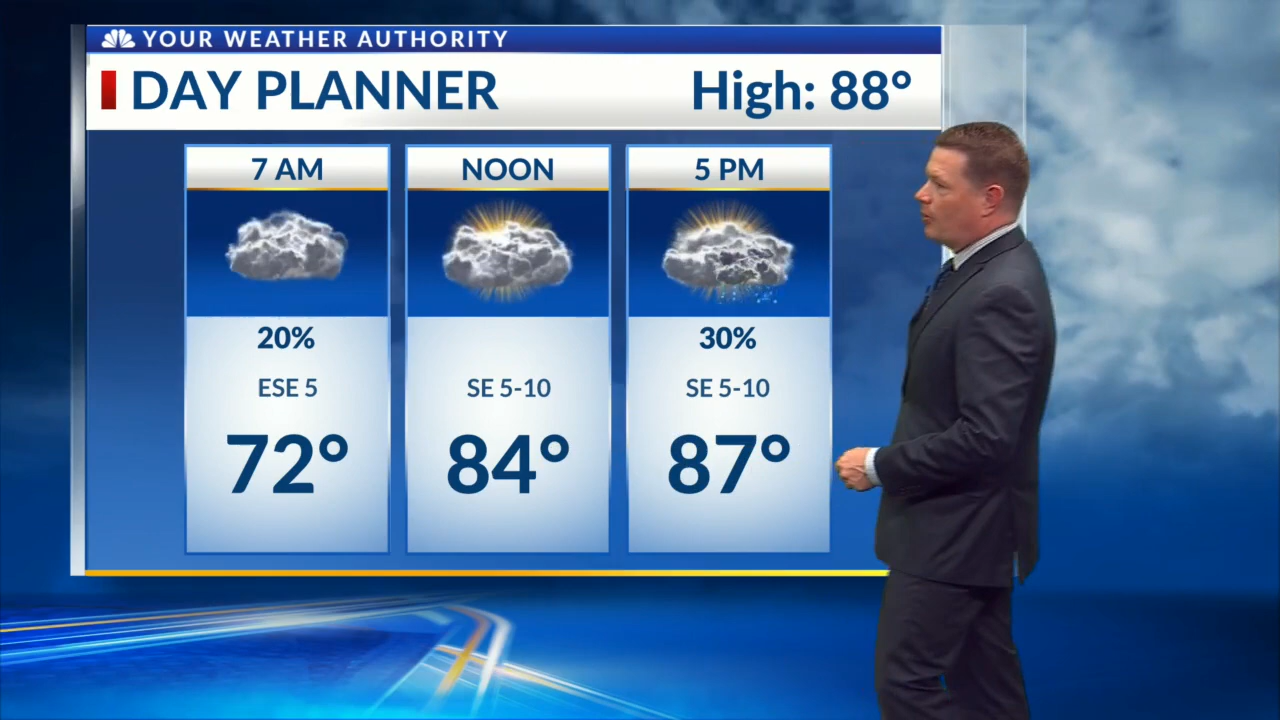 YOUR WEATHER AUTHORITY
DAY PLANNER
High: 88°
7 AM
20%
ESE 5
72°
NOON
SE 5-10
84°
5 PM
30%
SE 5-10
87°